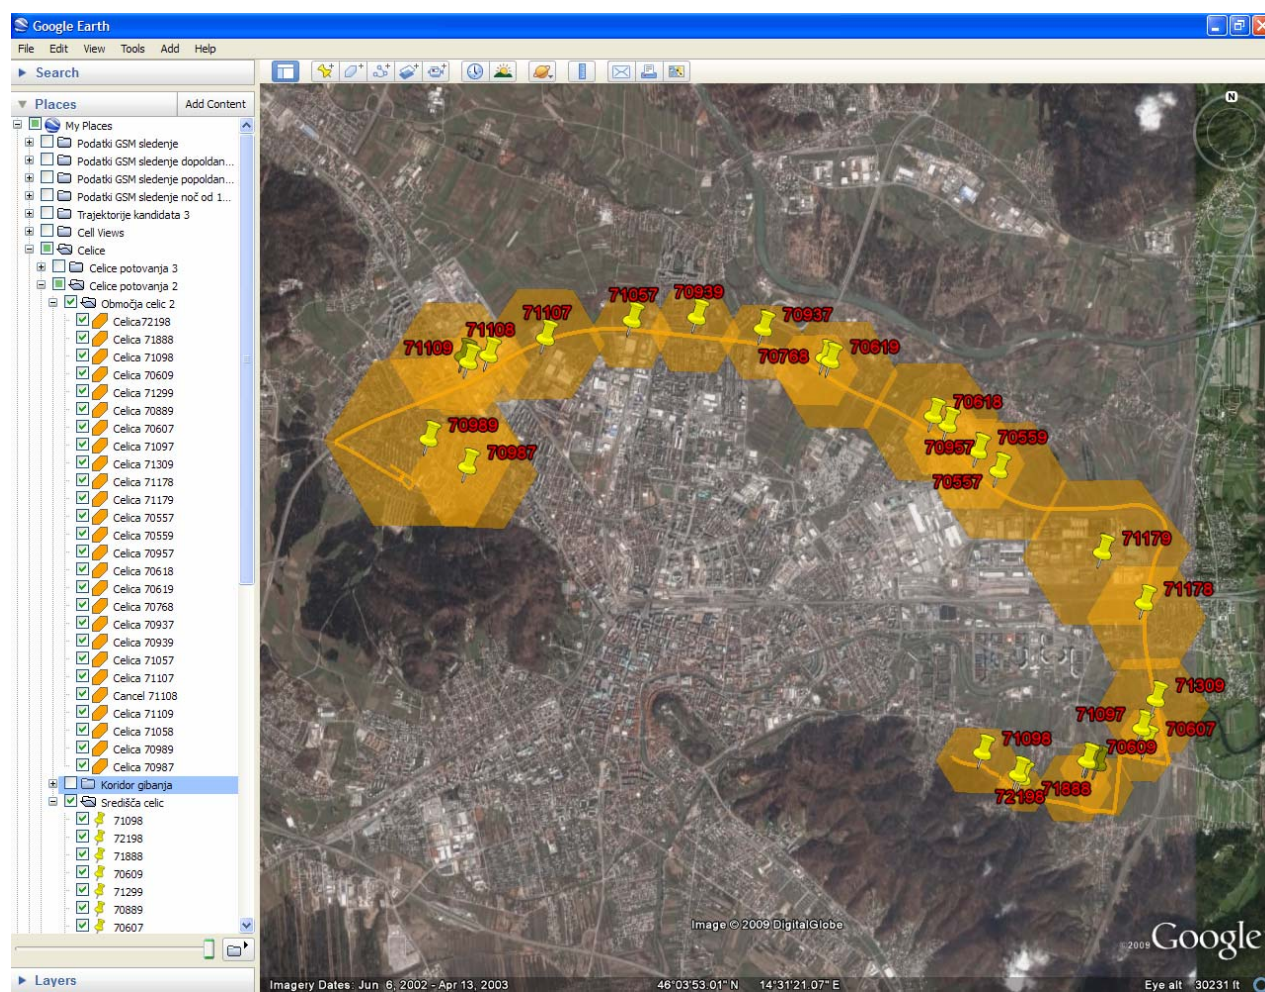 Google Earth
File Edit View Tools Add Help
Search
Places Add Content
My Places
Podatki GSM sledenje
Podatki GSM sledenje dopoldan...
Podatki GSM sledenje popoldan...
Podatki GSM sledenje noč od 1...
Trajektorije kandidata 3
Cell Views
Celice
Celice potovanja 3
Celice potovanja 2
Območja celic 2
Celica72198
Celica 71888
Celica 71098
Celica 70609
Celica 71299
Celica 70889
Celica 70607
Celica 71097
Celica 71309
Celica 71178
Celica 71179
Celica 70557
Celica 70559
Celica 70957
Celica 70618
Celica 70619
Celica 70768
Celica 70937
Celica 70939
Celica 71057
Celica 71107
Cancel 71108
Celica 71109
Celica 71058
Celica 70989
Celica 70987
Koridor gibanja
Središča celic
71098
72198
71888
70609
71299
70889
70607
Layers
N
71057
70939
71107
70937
71108
71109
70768
70619
70989
70618
70987
70957
70559
70557
71179
71178
71309
71097
70607
71098
70609
71888
72198
Image © 2009 DigitalGlobe
© 2009 Google
Imagery Dates: Jun 6, 2002 - Apr 13, 2003
46°03'53.01" N 14°31'21.07" E
Eye alt 30231 ft